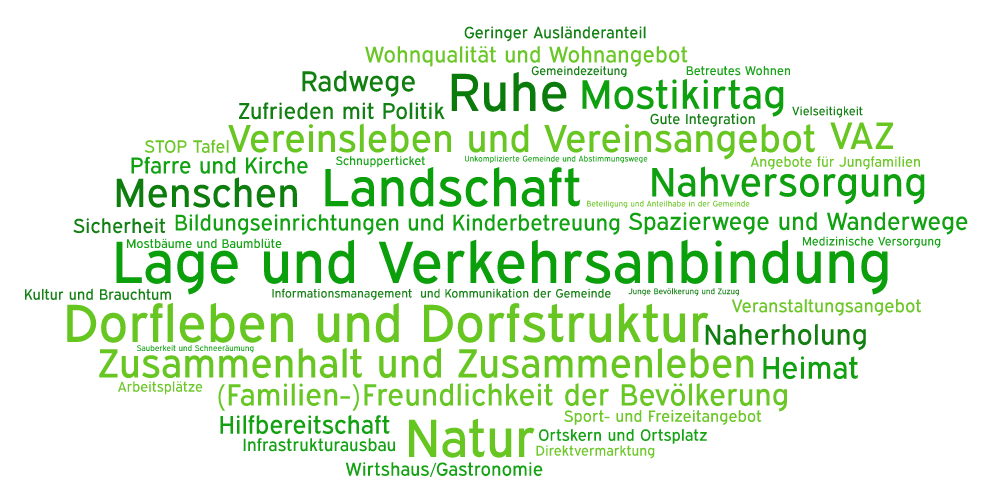 Geringer Ausländeranteil
Wohnqualität und Wohnangebot
Gemeindezeitung
Betreutes Wohnen
Radwege
Ruhe
Mostikirtag
Zufrieden mit Politik
Vielseitigkeit
Gute Integration
STOP Tafel
Vereinsleben und Vereinsangebot
VAZ
Pfarre und Kirche
Schnupperticket
Unkomplizierte Gemeinde und Abstimmungswege
Angebote für Jungfamilien
Menschen
Landschaft
Nahversorgung
Beteiligung und Anteilhabe in der Gemeinde
Sicherheit
Bildungseinrichtungen und Kinderbetreuung
Spazierwege und Wanderwege
Mostbäume und Baumblüte
Medizinische Versorgung
Lage und Verkehrsanbindung
Kultur und Brauchtum
Informationsmanagement und Kommunikation der Gemeinde
Junge Bevölkerung und Zuzug
Veranstaltungsangebot
Dorfleben und Dorfstruktur
Naherholung
Sauberkeit und Schneeräumung
Zusammenhalt und Zusammenleben
Heimat
Arbeitsplätze
(Familien-)Freundlichkeit der Bevölkerung
Sport- und Freizeitangebot
Hilfbereitschaft
Natur
Ortskern und Ortsplatz
Infrastrukturausbau
Direktvermarktung
Wirtshaus/Gastronomie